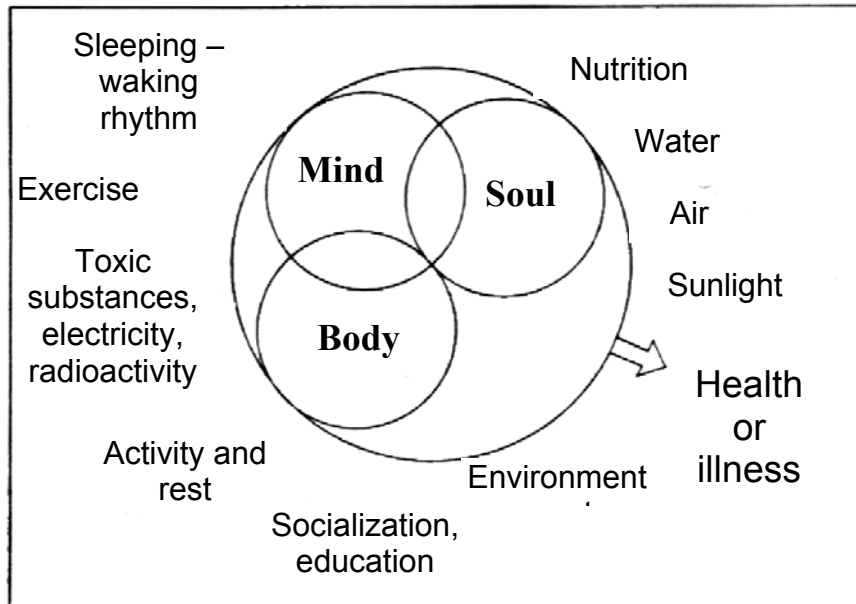 Sleeping –
waking
rhythm
Nutrition
Water
Mind
Soul
Exercise
Air
Toxic
substances,
electricity,
radioactivity
Sunlight
Body
Health
or
illness
Activity and
rest
Environment
Socialization,
education